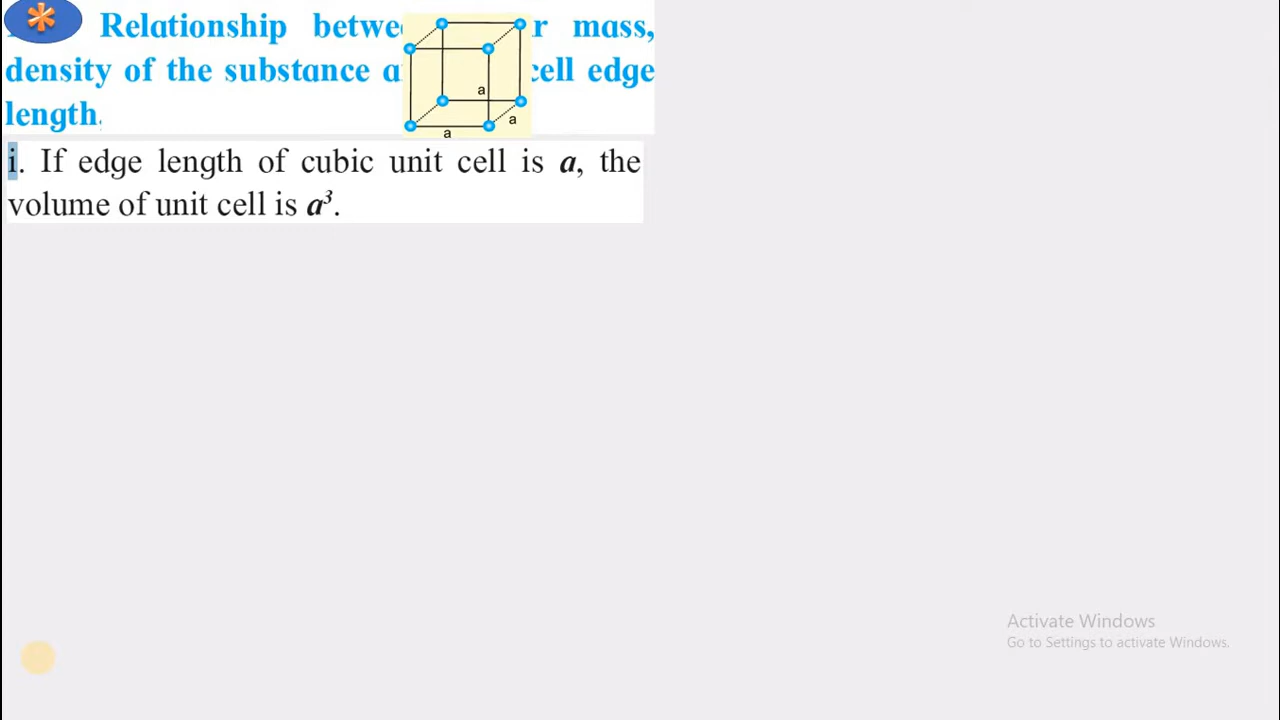 Relationship betwe r mass,
density of the substance a cell edge
length.
a
a
a
i. If edge length of cubic unit cell is a, the
volume of unit cell is a³.
Activate Windows
Go to Settings to activate Windows.